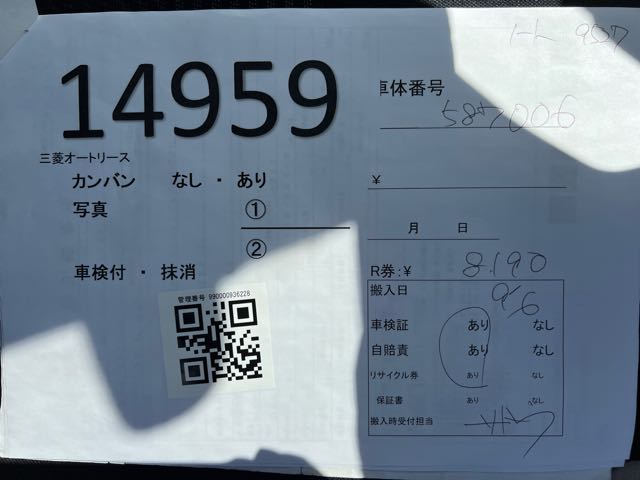 14959
車体番号
587006
三菱オートリース
カンバン なし ・ あり
¥
写真 ①
②
月 日
車検付 ・ 抹消
R券:¥ 8190
管理番号 990000936228
搬入日 9/6
車検証 あり なし
自賠責 あり なし
リサイクル券 あり なし
保証書 あり なし
搬入時受付担当